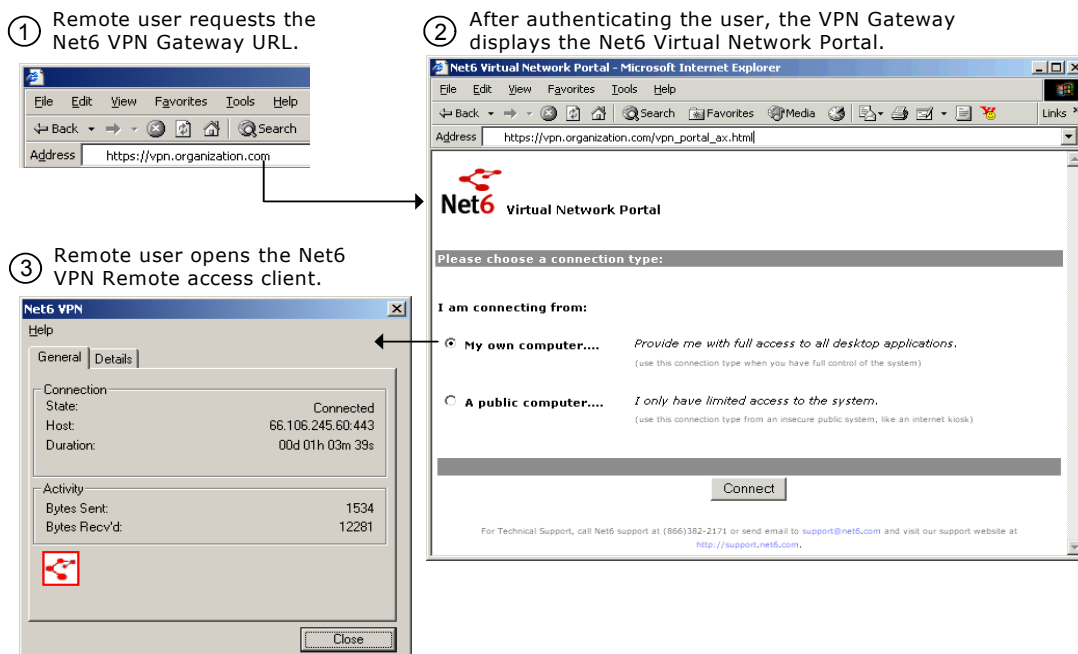 1 Remote user requests the
Net6 VPN Gateway URL.
File Edit View Favorites Tools Help
Back Search
Address https://vpn.organization.com
2 After authenticating the user, the VPN Gateway
displays the Net6 Virtual Network Portal.
Net6 Virtual Network Portal - Microsoft Internet Explorer
File Edit View Favorites Tools Help
Back Search Favorites Media Links »
Address https://vpn.organization.com/vpn_portal_ax.html
Net6 Virtual Network Portal
Please choose a connection type:
I am connecting from:
My own computer.... Provide me with full access to all desktop applications.
(use this connection type when you have full control of the system)
A public computer.... I only have limited access to the system.
(use this connection type from an insecure public system, like an internet kiosk)
Connect
For Technical Support, call Net6 support at (866)382-2171 or send email to support@net6.com and visit our support website at
http://support.net6.com.
3 Remote user opens the Net6
VPN Remote access client.
Net6 VPN
Help
General Details
Connection
State: Connected
Host: 66.106.245.60:443
Duration: 00d 01h 03m 39s
Activity
Bytes Sent: 1534
Bytes Recv'd: 12281
Close